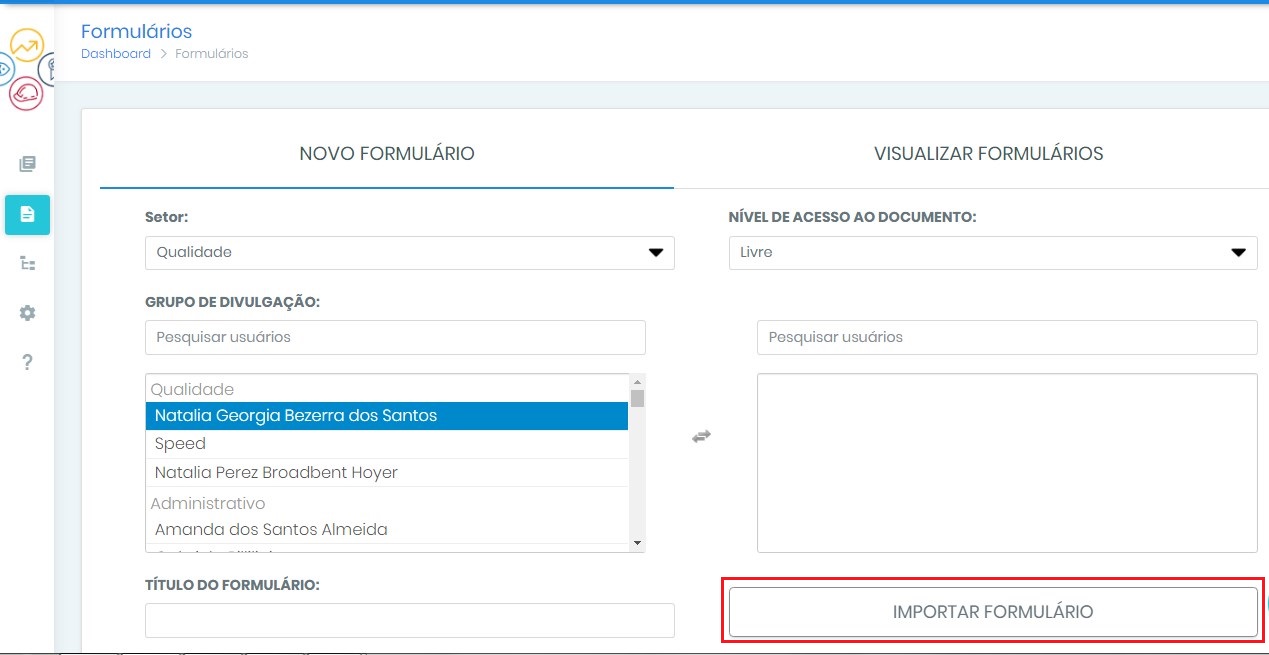 Formulários
Dashboard > Formulários
NOVO FORMULÁRIO
VISUALIZAR FORMULÁRIOS
Setor:
NÍVEL DE ACESSO AO DOCUMENTO:
Qualidade
Livre
GRUPO DE DIVULGAÇÃO:
Pesquisar usuários
Pesquisar usuários
Qualidade
Natalia Georgia Bezerra dos Santos
Speed
Natalia Perez Broadbent Hoyer
Administrativo
Amanda dos Santos Almeida
TÍTULO DO FORMULÁRIO:
IMPORTAR FORMULÁRIO
?